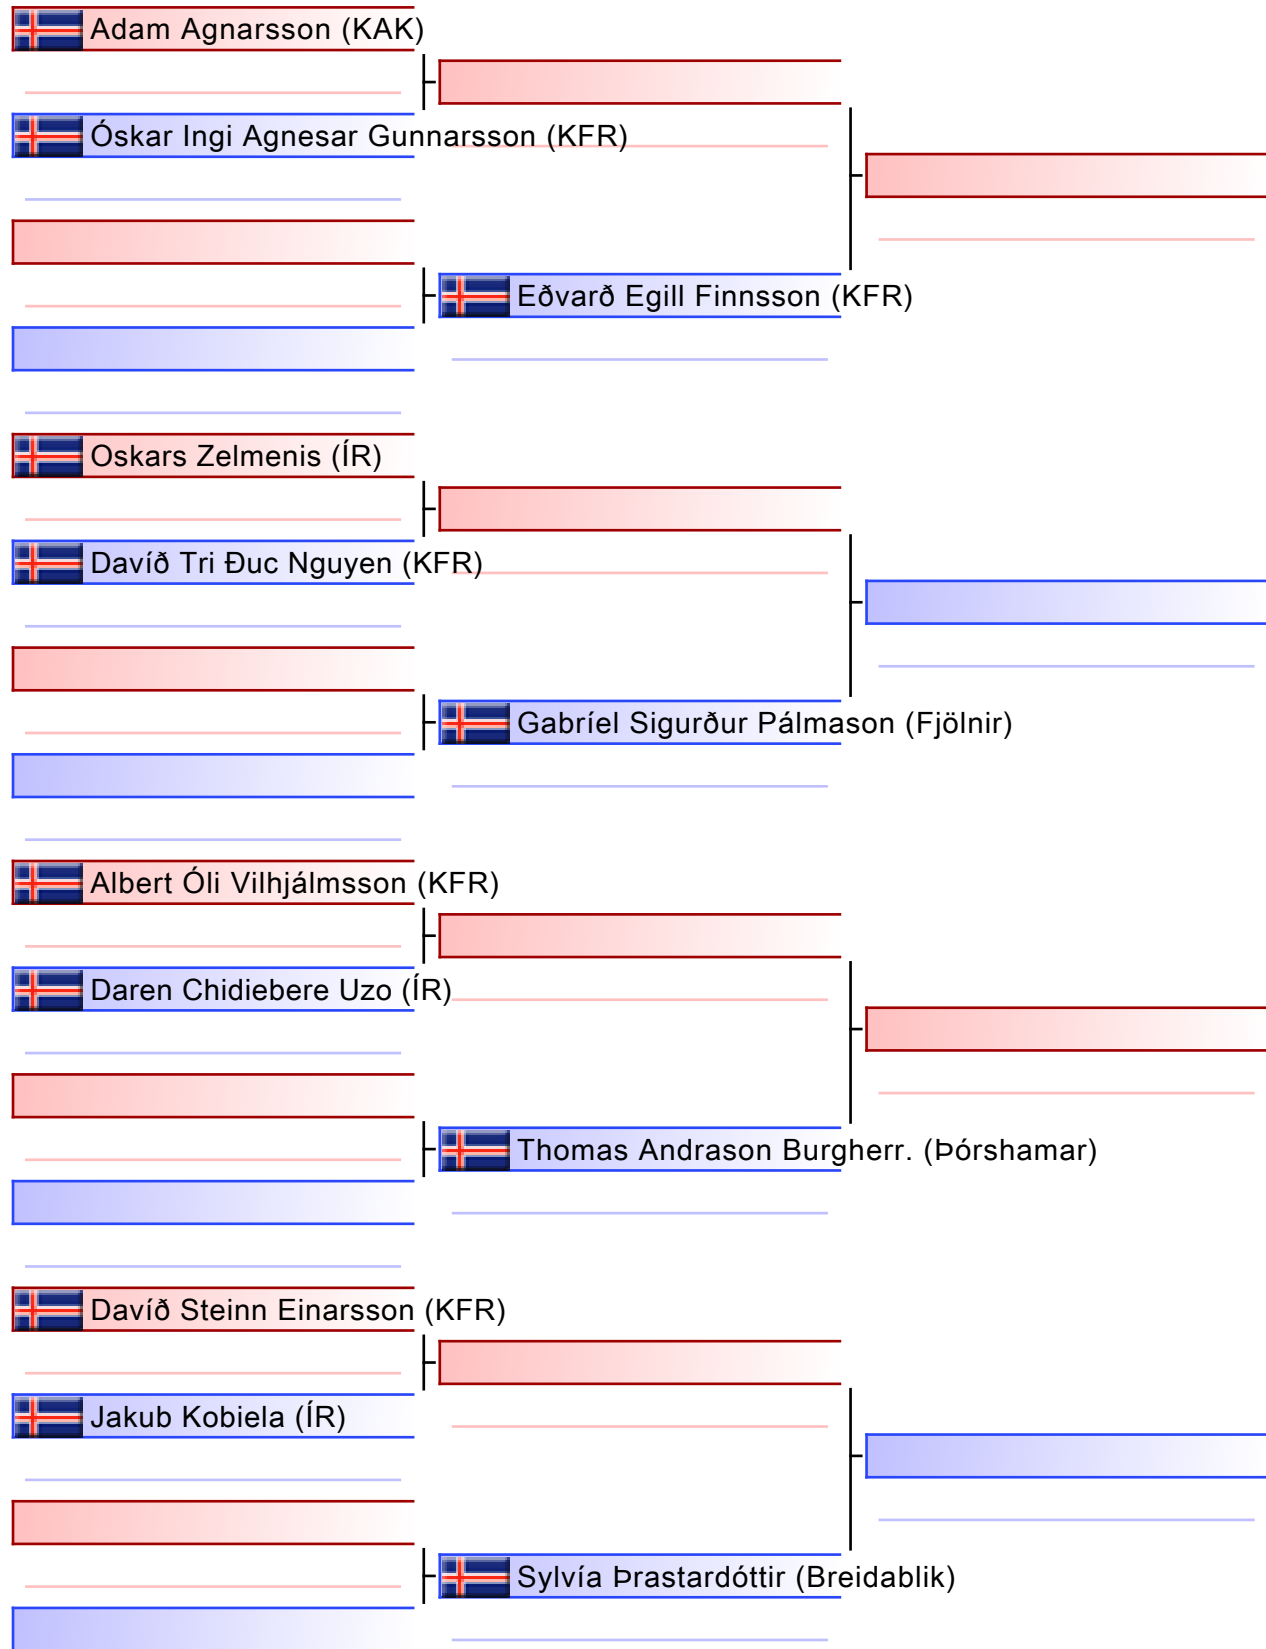 Adam Agnarsson (KAK)
Óskar Ingi Agnesar Gunnarsson (KFR)
Eðvarð Egill Finnsson (KFR)
Oskars Zelmenis (ÍR)
Davíð Tri Đuc Nguyen (KFR)
Gabríel Sigurður Pálmason (Fjölnir)
Albert Óli Vilhjálmsson (KFR)
Daren Chidiebere Uzo (ÍR)
Thomas Andrason Burgherr. (Þórshamar)
Davíð Steinn Einarsson (KFR)
Jakub Kobiela (ÍR)
Sylvía Þrastardóttir (Breidablik)